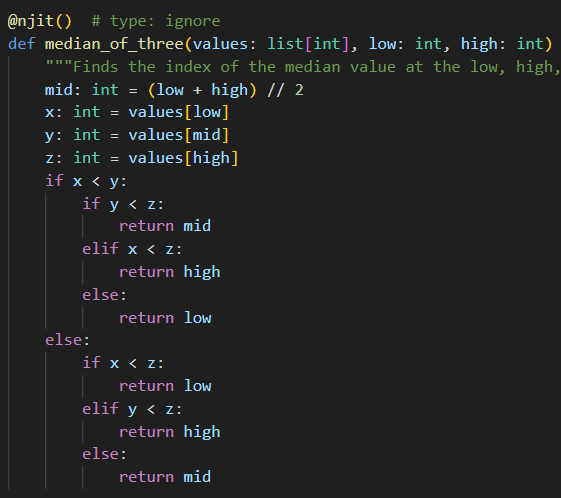 @njit()  # type: ignore
def median_of_three(values: list[int], low: int, high: int)
    """Finds the index of the median value at the low, high,
    mid: int = (low + high) // 2
    x: int = values[low]
    y: int = values[mid]
    z: int = values[high]
    if x < y:
        if y < z:
            return mid
        elif x < z:
            return high
        else:
            return low
    else:
        if x < z:
            return low
        elif y < z:
            return high
        else:
            return mid